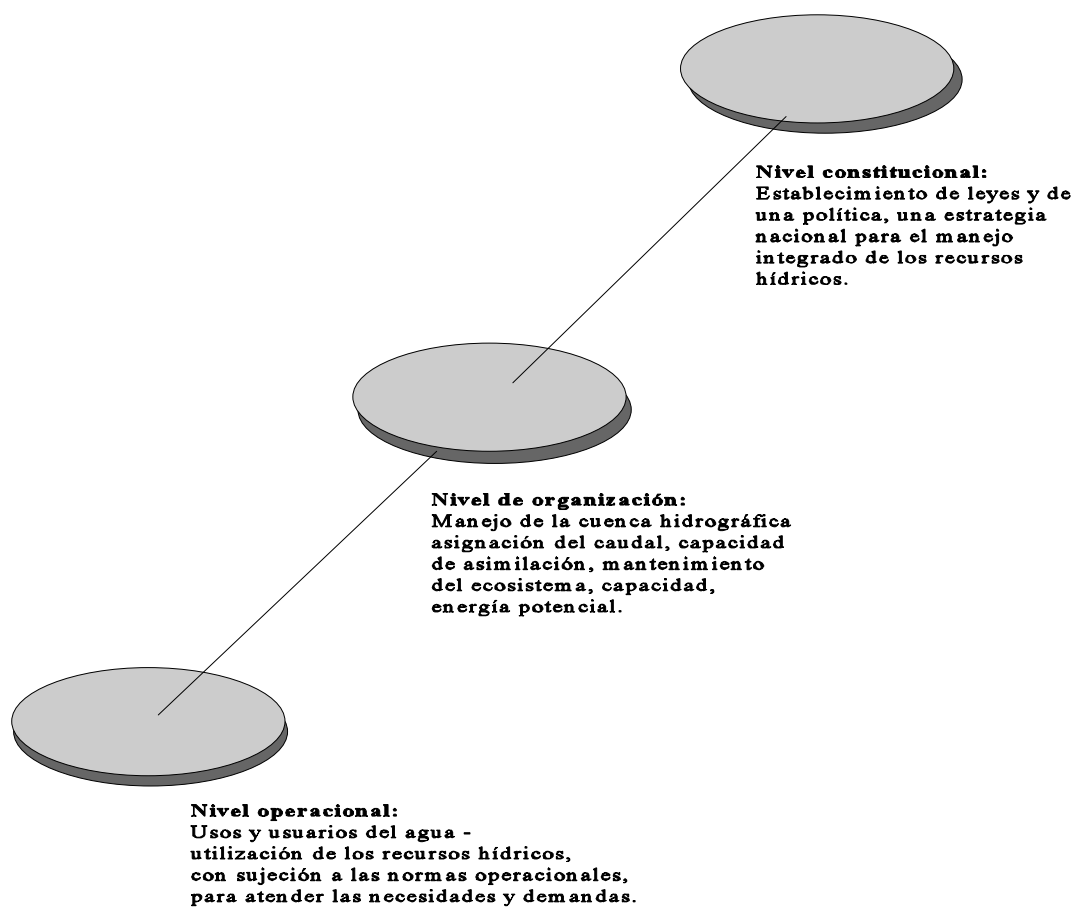 Nivel constitucional:
Establecimiento de leyes y de
una política, una estrategia
nacional para el manejo
integrado de los recursos
hídricos.
Nivel de organización:
Manejo de la cuenca hidrográfica
asignación del caudal, capacidad
de asimilación, mantenimiento
del ecosistema, capacidad,
energía potencial.
Nivel operacional:
Usos y usuarios del agua -
utilización de los recursos hídricos,
con sujeción a las normas operacionales,
para atender las necesidades y demandas.